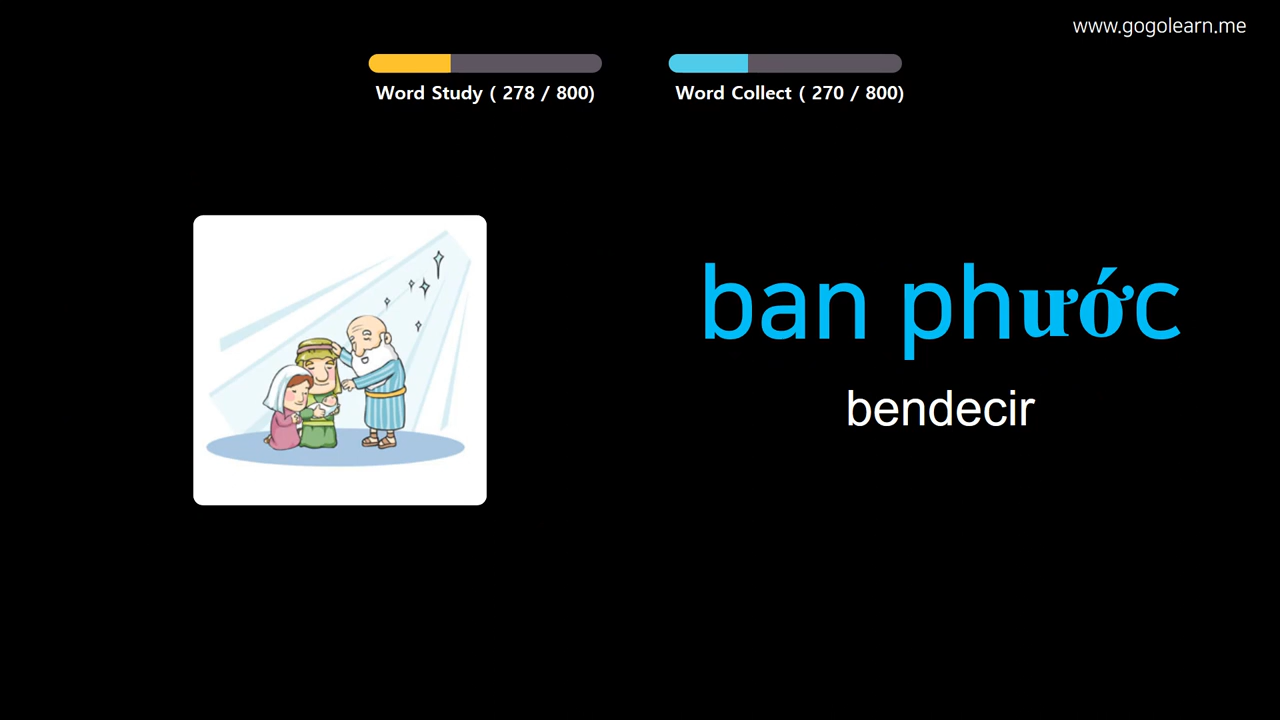 www.gogolearn.me
Word Study ( 278 / 800)
Word Collect ( 270 / 800)
ban phước
bendecir